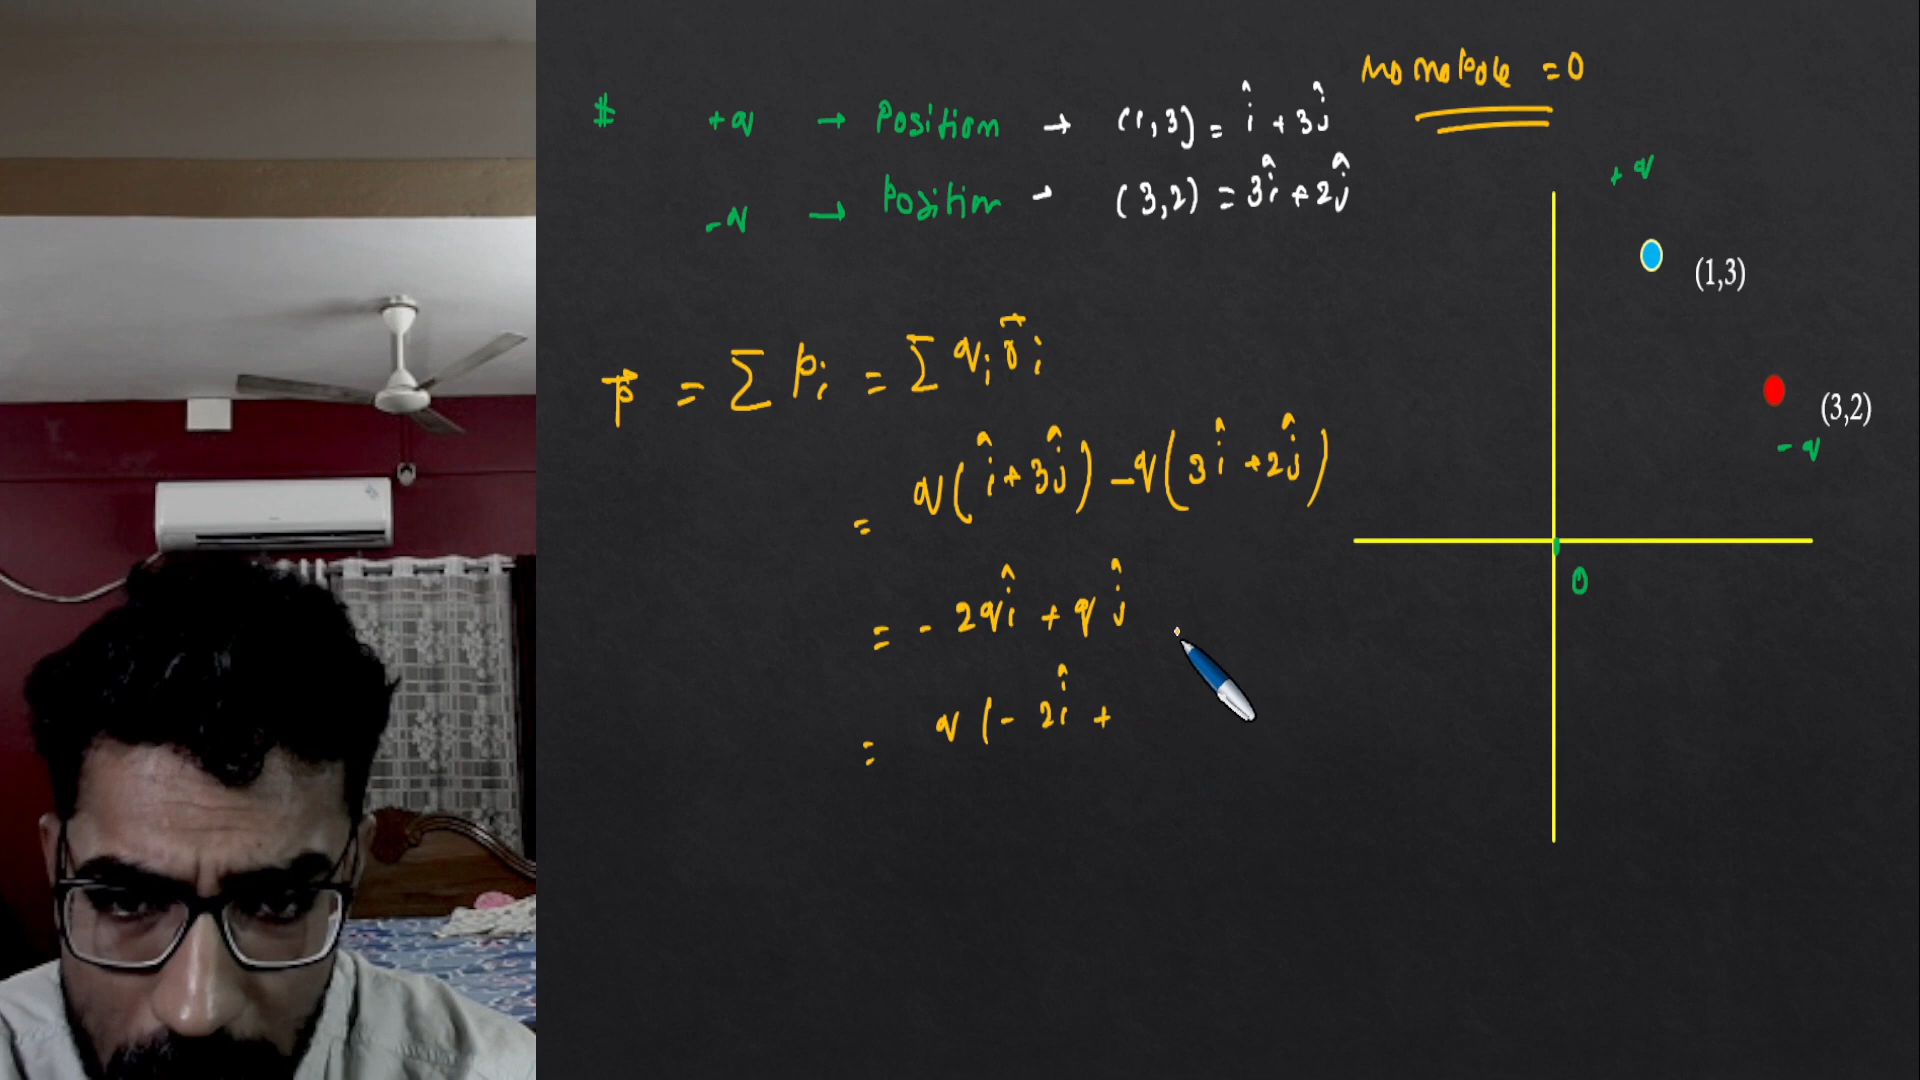 Monopole = 0
# +q → Position → (1,3) = î + 3ĵ
-q → Position - (3,2) = 3î + 2ĵ
+q
(1,3)
(3,2)
-q
0
p⃗ = Σ pᵢ = Σ qᵢ r⃗ᵢ
= q(î + 3ĵ) - q(3î + 2ĵ)
= - 2qî + qĵ
= q(- 2î +